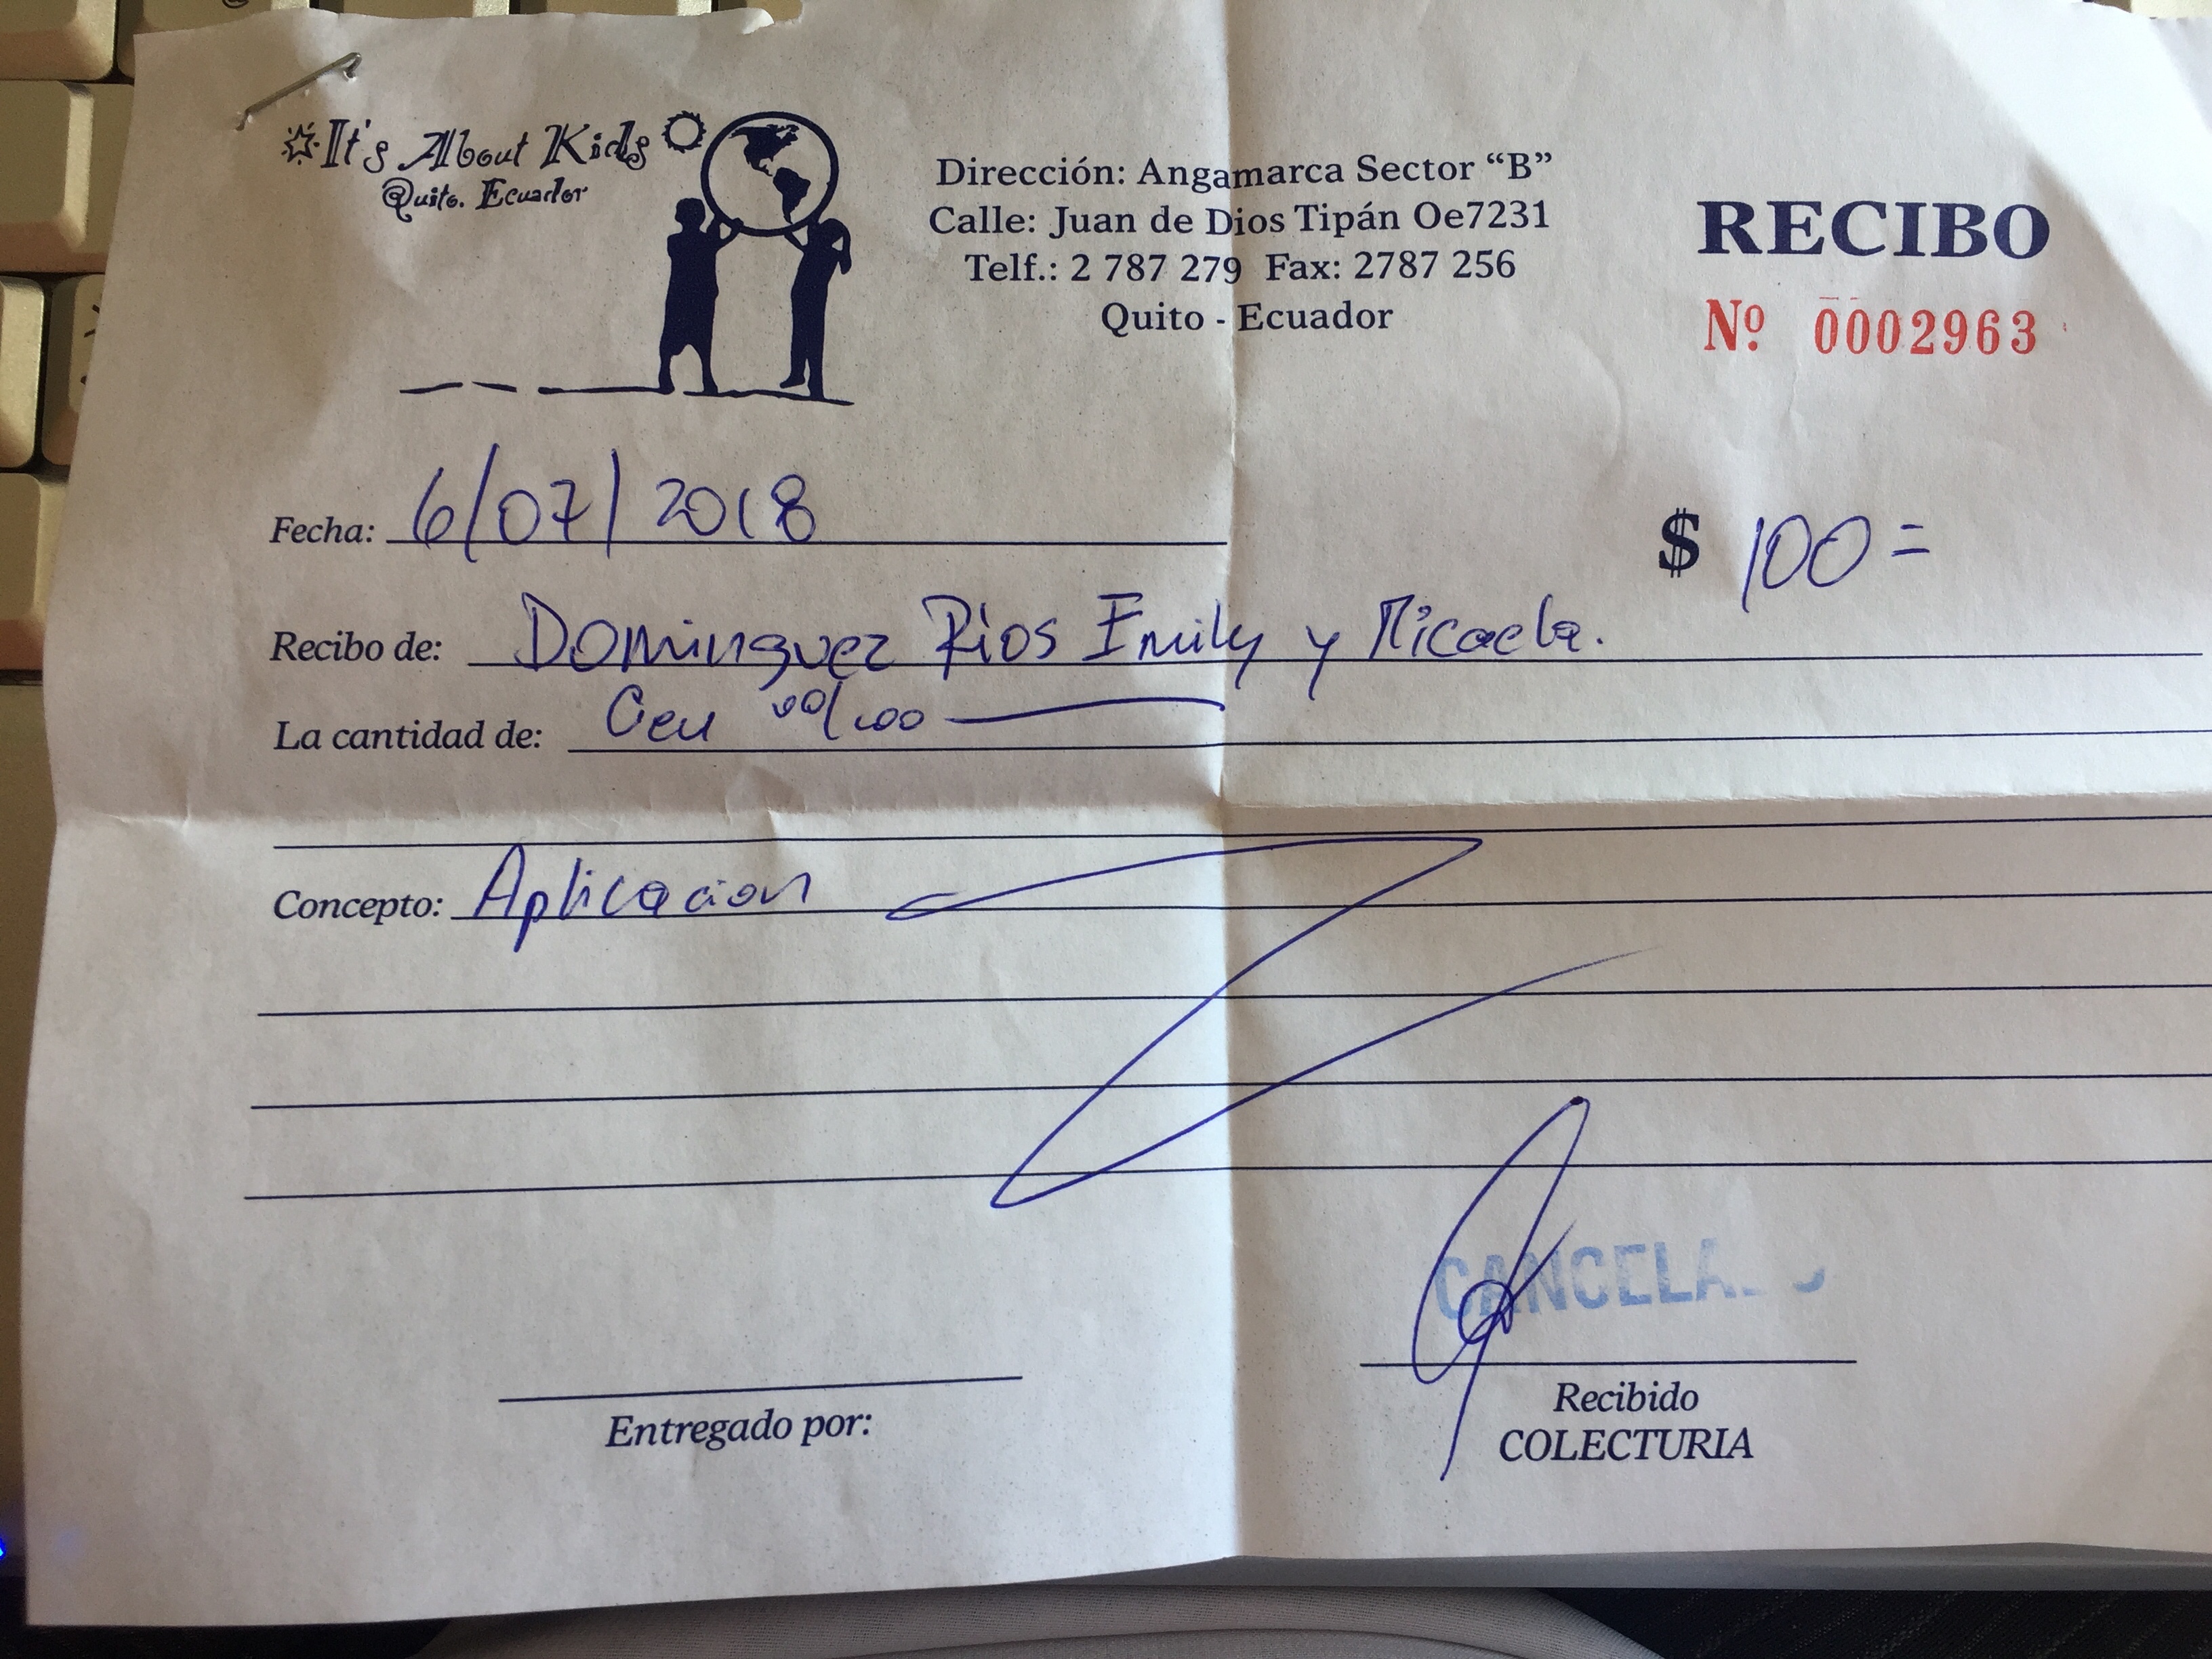 It's About Kids
Quito. Ecuador
Dirección: Angamarca Sector “B”
Calle: Juan de Dios Tipán Oe7231
Telf.: 2 787 279 Fax: 2787 256
Quito - Ecuador
RECIBO
Nº 0002963
Fecha: 6/07/2018
$ 100=
Recibo de: Dominguez Rios Emily y Micaela.
La cantidad de: Cien 00/100
Concepto: Aplicacion
CANCELA
Entregado por:
Recibido
COLECTURIA